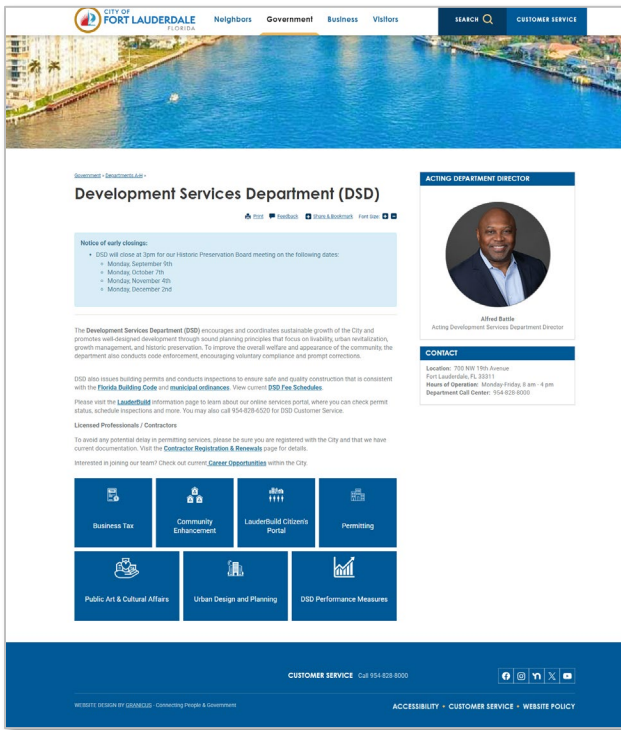 CITY OF
FORT LAUDERDALE
FLORIDA
Neighbors Government Business Visitors
SEARCH CUSTOMER SERVICE
Government › Departments A-H ›
Development Services Department (DSD)
Print Feedback Share & Bookmark Font Size: + -
Notice of early closings:
• DSD will close at 3pm for our Historic Preservation Board meeting on the following dates:
Monday, September 9th
Monday, October 7th
Monday, November 4th
Monday, December 2nd
The Development Services Department (DSD) encourages and coordinates sustainable growth of the City and
promotes well-designed development through sound planning principles that focus on livability, urban revitalization,
growth management, and historic preservation. To improve the overall welfare and appearance of the community, the
department also conducts code enforcement, encouraging voluntary compliance and prompt corrections.
DSD also issues building permits and conducts inspections to ensure safe and quality construction that is consistent
with the Florida Building Code and municipal ordinances. View current DSD Fee Schedules.
Please visit the LauderBuild information page to learn about our online services portal, where you can check permit
status, schedule inspections and more. You may also call 954-828-6520 for DSD Customer Service.
Licensed Professionals / Contractors
To avoid any potential delay in permitting services, please be sure you are registered with the City and that we have
current documentation. Visit the Contractor Registration & Renewals page for details.
Interested in joining our team? Check out current Career Opportunities within the City.
Business Tax
Community
Enhancement
LauderBuild Citizen's
Portal
Permitting
Public Art & Cultural Affairs
Urban Design and Planning
DSD Performance Measures
ACTING DEPARTMENT DIRECTOR
Alfred Battle
Acting Development Services Department Director
CONTACT
Location: 700 NW 19th Avenue
Fort Lauderdale, FL 33311
Hours of Operation: Monday-Friday, 8 am - 4 pm
Department Call Center: 954-828-8000
CUSTOMER SERVICE Call 954-828-8000
WEBSITE DESIGN BY GRANICUS - Connecting People & Government
ACCESSIBILITY • CUSTOMER SERVICE • WEBSITE POLICY